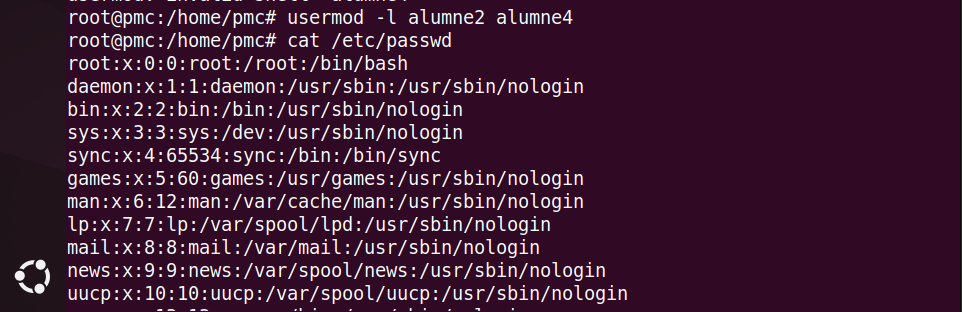 root@pmc:/home/pmc# usermod -l alumne2 alumne4
root@pmc:/home/pmc# cat /etc/passwd
root:x:0:0:root:/root:/bin/bash
daemon:x:1:1:daemon:/usr/sbin:/usr/sbin/nologin
bin:x:2:2:bin:/bin:/usr/sbin/nologin
sys:x:3:3:sys:/dev:/usr/sbin/nologin
sync:x:4:65534:sync:/bin:/bin/sync
games:x:5:60:games:/usr/games:/usr/sbin/nologin
man:x:6:12:man:/var/cache/man:/usr/sbin/nologin
lp:x:7:7:lp:/var/spool/lpd:/usr/sbin/nologin
mail:x:8:8:mail:/var/mail:/usr/sbin/nologin
news:x:9:9:news:/var/spool/news:/usr/sbin/nologin
uucp:x:10:10:uucp:/var/spool/uucp:/usr/sbin/nologin